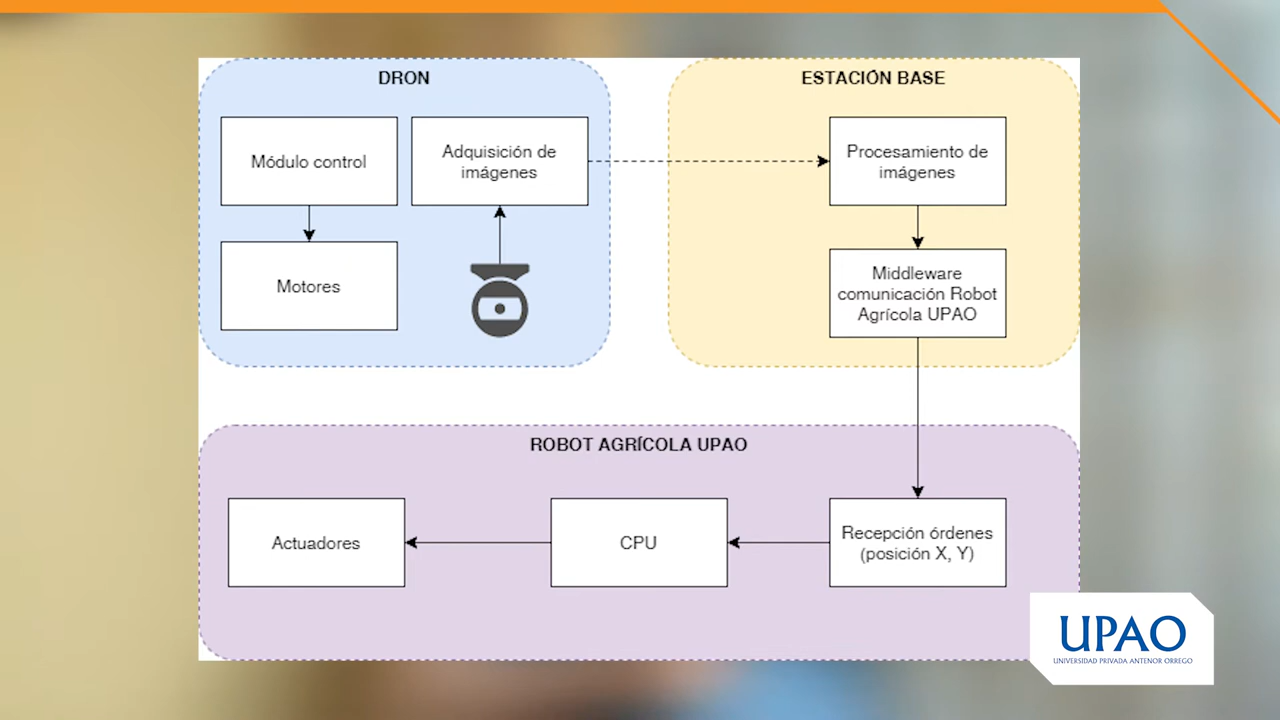 DRON
Módulo control
Adquisición de
imágenes
Motores
ESTACIÓN BASE
Procesamiento de
imágenes
Middleware
comunicación Robot
Agrícola UPAO
ROBOT AGRÍCOLA UPAO
Actuadores
CPU
Recepción órdenes
(posición X, Y)
UPAO
UNIVERSIDAD PRIVADA ANTENOR ORREGO